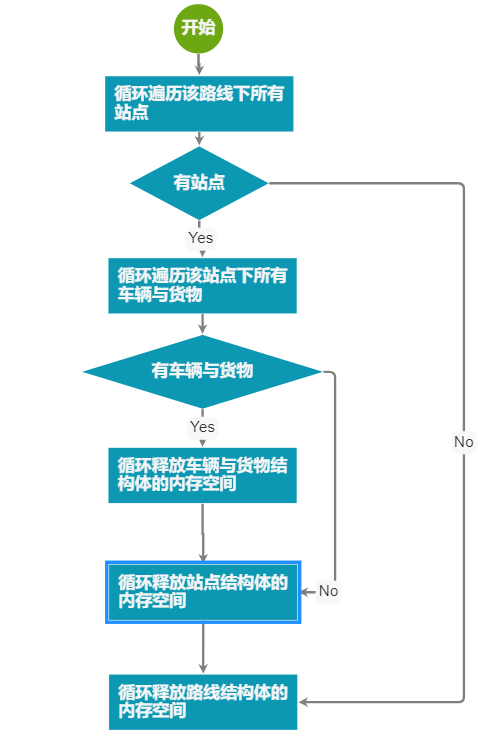 开始
循环遍历该路线下所有
站点
有站点
Yes
循环遍历该站点下所有
车辆与货物
有车辆与货物
Yes
No
循环释放车辆与货物结
构体的内存空间
循环释放站点结构体的
内存空间
No
循环释放路线结构体的
内存空间